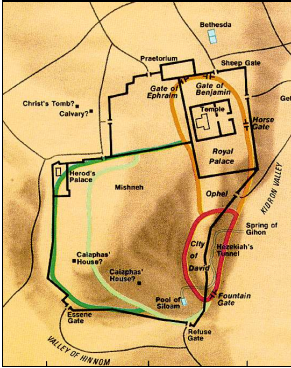 Bethesda
Praetorium
Sheep Gate
Gate of
Ephraim
Gate of
Benjamin
Christ's Tomb?
Calvary?
Temple
Horse
Gate
Royal
Palace
Herod's
Palace
Mishneh
Ophel
KIDRON VALLEY
Spring of
Gihon
City
of
David
Hezekiah's
Tunnel
Caiaphas'
House?
Caiaphas'
House?
Pool of
Siloam
Fountain
Gate
Essene
Gate
Refuse
Gate
VALLEY OF HINNOM